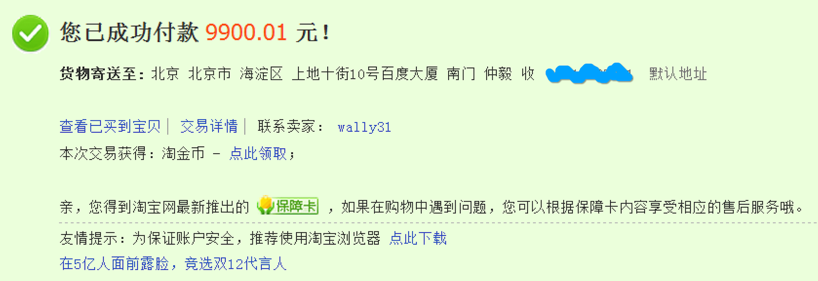 您已成功付款 9900.01 元！
货物寄送至：北京 北京市 海淀区 上地十街10号百度大厦 南门 仲毅 收 默认地址
查看已买到宝贝| 交易详情| 联系卖家： wally31
本次交易获得：淘金币 - 点此领取；
亲，您得到淘宝网最新推出的 保障卡 ，如果在购物中遇到问题，您可以根据保障卡内容享受相应的售后服务哦。
友情提示：为保证账户安全，推荐使用淘宝浏览器 点此下载
在5亿人面前露脸，竞选双12代言人